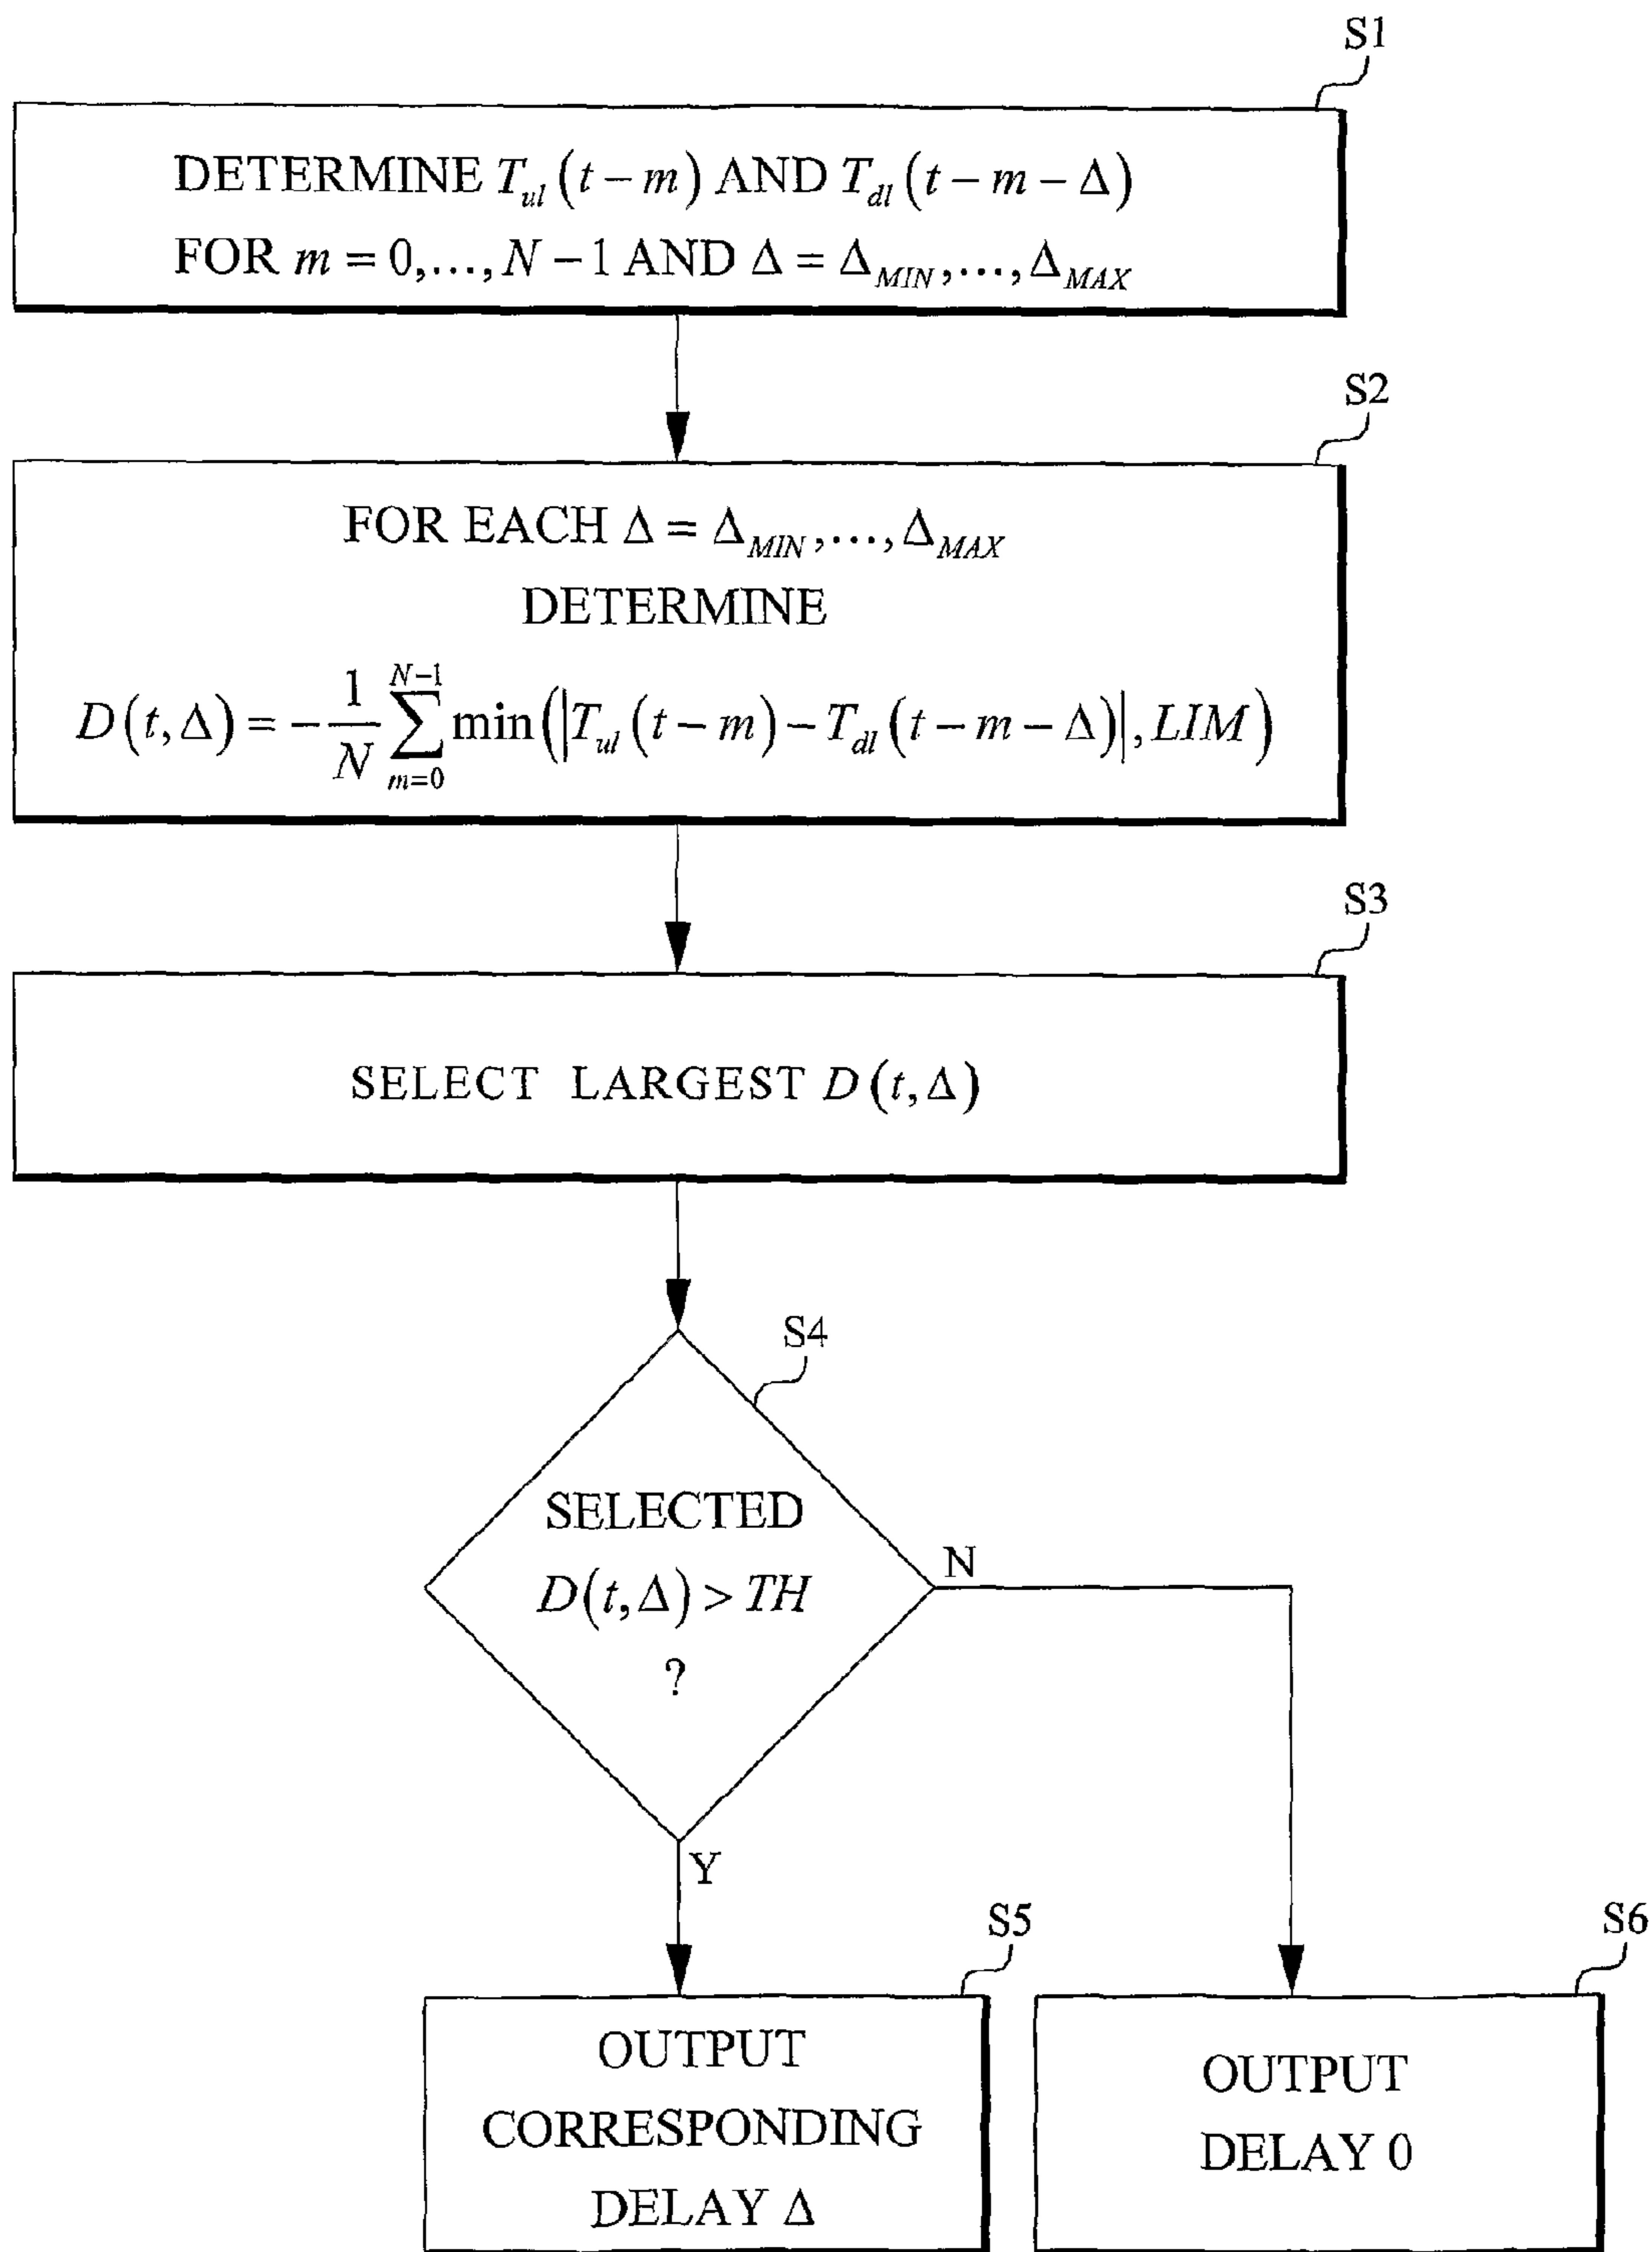 S1
DETERMINE T_ul (t − m) AND T_dl (t − m − Δ)
FOR m = 0,..., N − 1 AND Δ = Δ_MIN ,..., Δ_MAX
S2
FOR EACH Δ = Δ_MIN ,..., Δ_MAX
DETERMINE
D(t, Δ) = −1/N ∑_{m=0}^{N−1} min(|T_ul (t − m) − T_dl (t − m − Δ)|, LIM)
S3
SELECT LARGEST D(t, Δ)
S4
SELECTED
D(t, Δ) > TH
?
N
Y
S5
OUTPUT
CORRESPONDING
DELAY Δ
S6
OUTPUT
DELAY 0